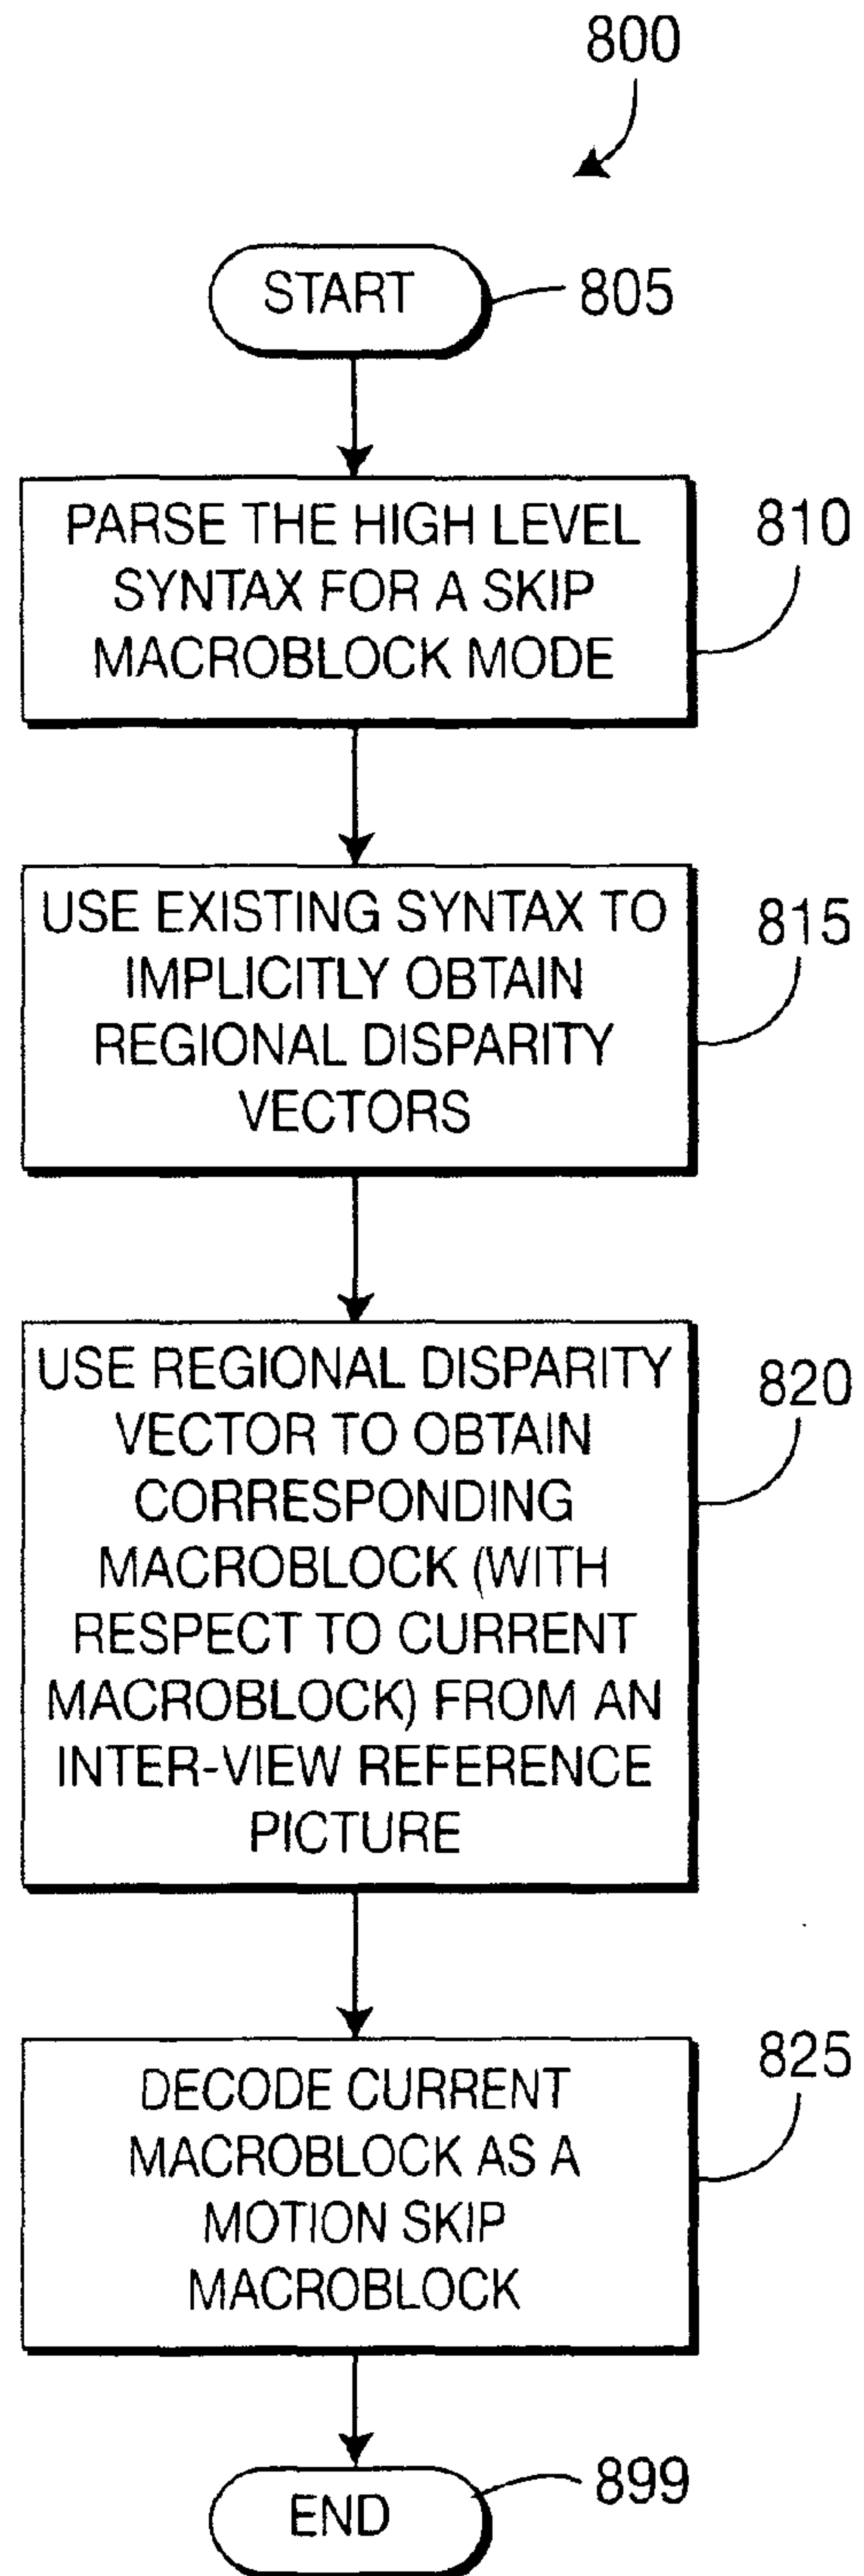 800
START
805
PARSE THE HIGH LEVEL
SYNTAX FOR A SKIP
MACROBLOCK MODE
810
USE EXISTING SYNTAX TO
IMPLICITLY OBTAIN
REGIONAL DISPARITY
VECTORS
815
USE REGIONAL DISPARITY
VECTOR TO OBTAIN
CORRESPONDING
MACROBLOCK (WITH
RESPECT TO CURRENT
MACROBLOCK) FROM AN
INTER-VIEW REFERENCE
PICTURE
820
DECODE CURRENT
MACROBLOCK AS A
MOTION SKIP
MACROBLOCK
825
END
899